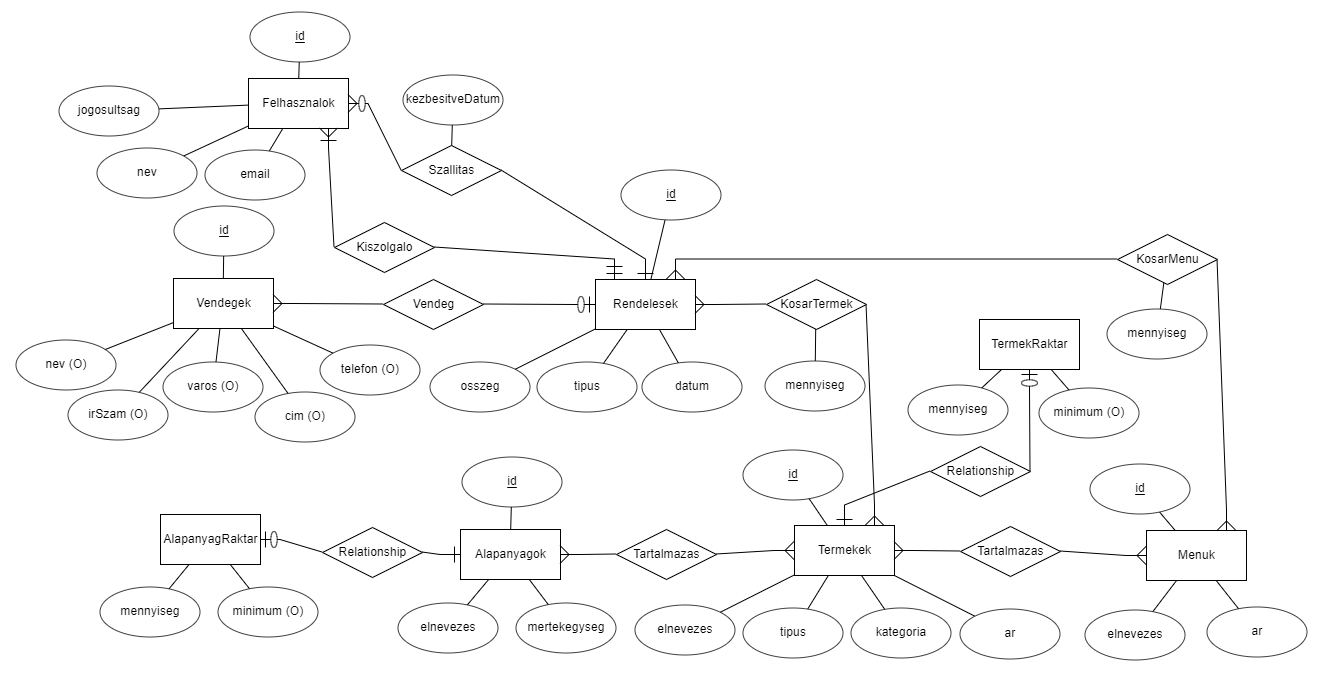 id
Felhasznalok
jogosultsag
nev
email
kezbesitveDatum
Szallitas
id
id
Kiszolgalo
KosarMenu
mennyiseg
Vendegek
Vendeg
Rendelesek
KosarTermek
TermekRaktar
nev (O)
irSzam (O)
varos (O)
cim (O)
telefon (O)
osszeg
tipus
datum
mennyiseg
mennyiseg
minimum (O)
Relationship
id
id
id
AlapanyagRaktar
Relationship
Alapanyagok
Tartalmazas
Termekek
Tartalmazas
Menuk
mennyiseg
minimum (O)
elnevezes
mertekegyseg
elnevezes
tipus
kategoria
ar
elnevezes
ar